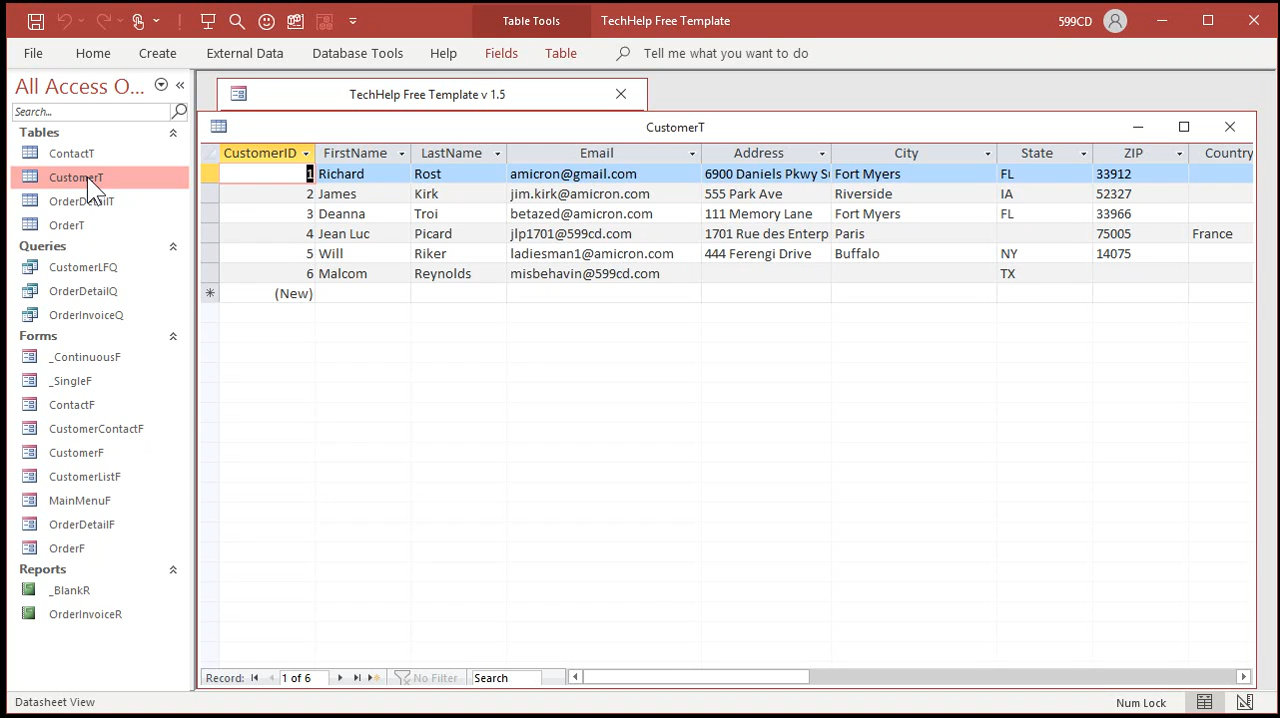 Table Tools
TechHelp Free Template
599CD
File Home Create External Data Database Tools Help Fields Table Tell me what you want to do
All Access O...
Search...
Tables
ContactT
CustomerT
OrderDetailT
OrderT
Queries
CustomerLFQ
OrderDetailQ
OrderInvoiceQ
Forms
_ContinuousF
_SingleF
ContactF
CustomerContactF
CustomerF
CustomerListF
MainMenuF
OrderDetailF
OrderF
Reports
_BlankR
OrderInvoiceR
TechHelp Free Template v 1.5
CustomerT
CustomerID FirstName LastName Email Address City State ZIP Country
1 Richard Rost amicron@gmail.com 6900 Daniels Pkwy Su Fort Myers FL 33912
2 James Kirk jim.kirk@amicron.com 555 Park Ave Riverside IA 52327
3 Deanna Troi betazed@amicron.com 111 Memory Lane Fort Myers FL 33966
4 Jean Luc Picard jlp1701@599cd.com 1701 Rue des Enterp Paris 75005 France
5 Will Riker ladiesman1@amicron.com 444 Ferengi Drive Buffalo NY 14075
6 Malcom Reynolds misbehavin@599cd.com TX
(New)
Record: 1 of 6 No Filter Search
Datasheet View
Num Lock